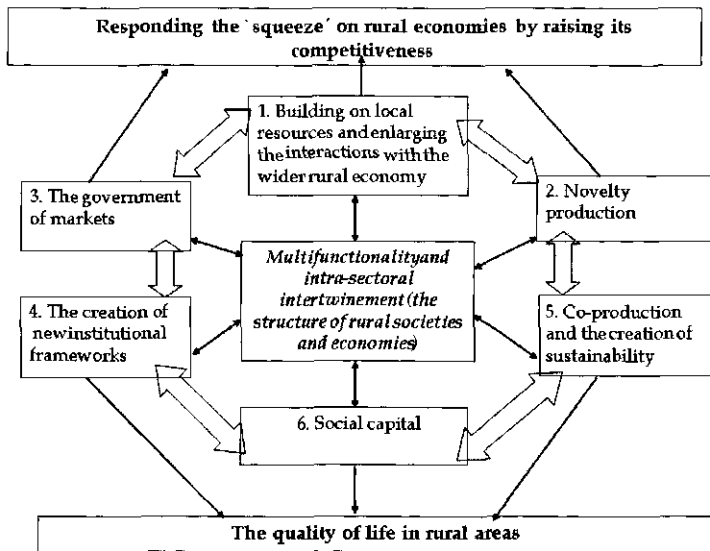 Responding the `squeeze´ on rural economies by raising its
competitiveness
1. Building on local
resources and enlarging
the interactions with the
wider rural economy
3. The government
of markets
2. Novelty
production
Multifunctionality and
intra-sectoral
intertwinement (the
structure of rural societies
and economies)
4. The creation of
new institutional
frameworks
5. Co-production
and the creation of
sustainability
6. Social capital
The quality of life in rural areas